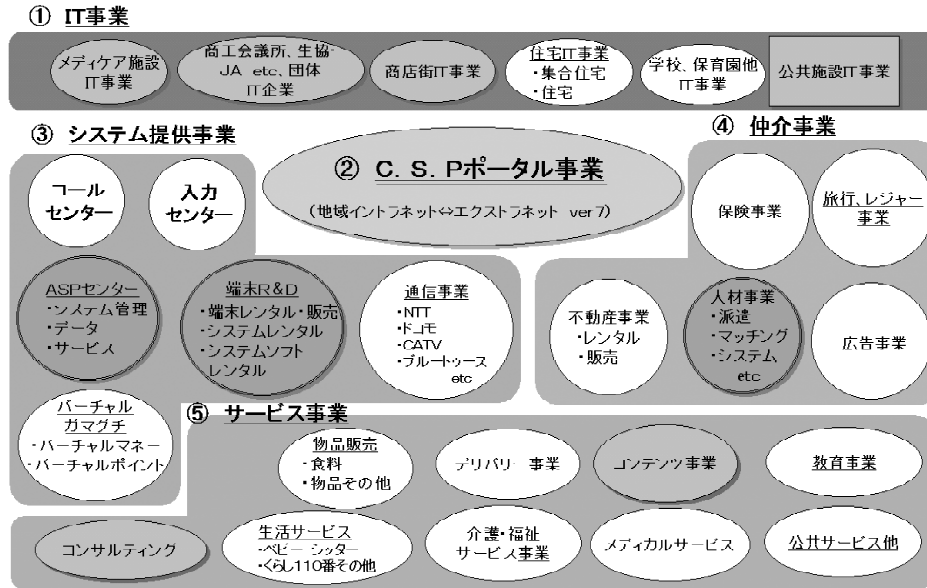 ① IT事業
メディケア施設
IT事業
商工会議所、生協・
JA etc、団体
IT企業
商店街IT事業
住宅IT事業
・集合住宅
・住宅
学校、保育園他
IT事業
公共施設IT事業
③ システム提供事業
コール
センター
入力
センター
② C．S．Pポータル事業
(地域イントラネット⇔エクストラネット ver7)
④ 仲介事業
保険事業
旅行、レジャー
事業
ASPセンター
・システム管理
・データ
・サービス
端末R＆D
・端末レンタル・販売
・システムレンタル
・システムソフト
レンタル
通信事業
・NTT
・ドコモ
・CATV
・ブルートゥース
etc
不動産事業
・レンタル
・販売
人材事業
・派遣
・マッチング
・システム
etc
広告事業
バーチャル
ガマグチ
・バーチャルマネー
・バーチャルポイント
⑤ サービス事業
物品販売
・食料
・物品その他
デリバリー事業
コンテンツ事業
教育事業
コンサルティング
生活サービス
・ベビーシッター
・くらし110番その他
介護・福祉
サービス事業
メディカルサービス
公共サービス他